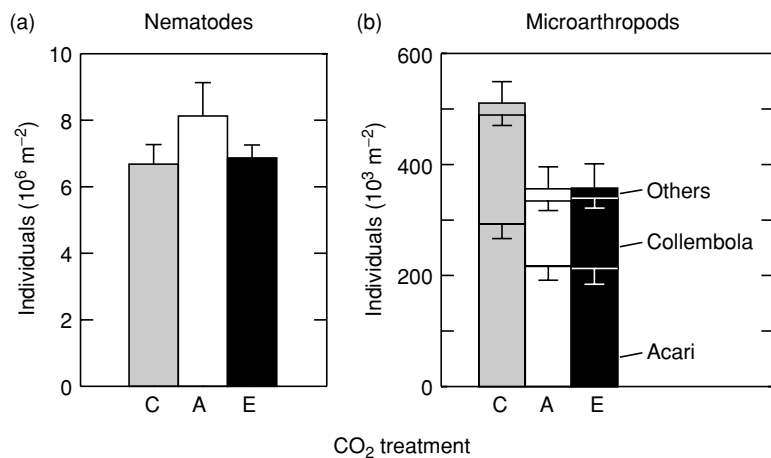 (a) Nematodes
Individuals (10⁶ m⁻²)
10
8
6
4
2
0
C A E
(b) Microarthropods
Individuals (10³ m⁻²)
600
400
200
0
Others
Collembola
Acari
C A E
CO₂ treatment